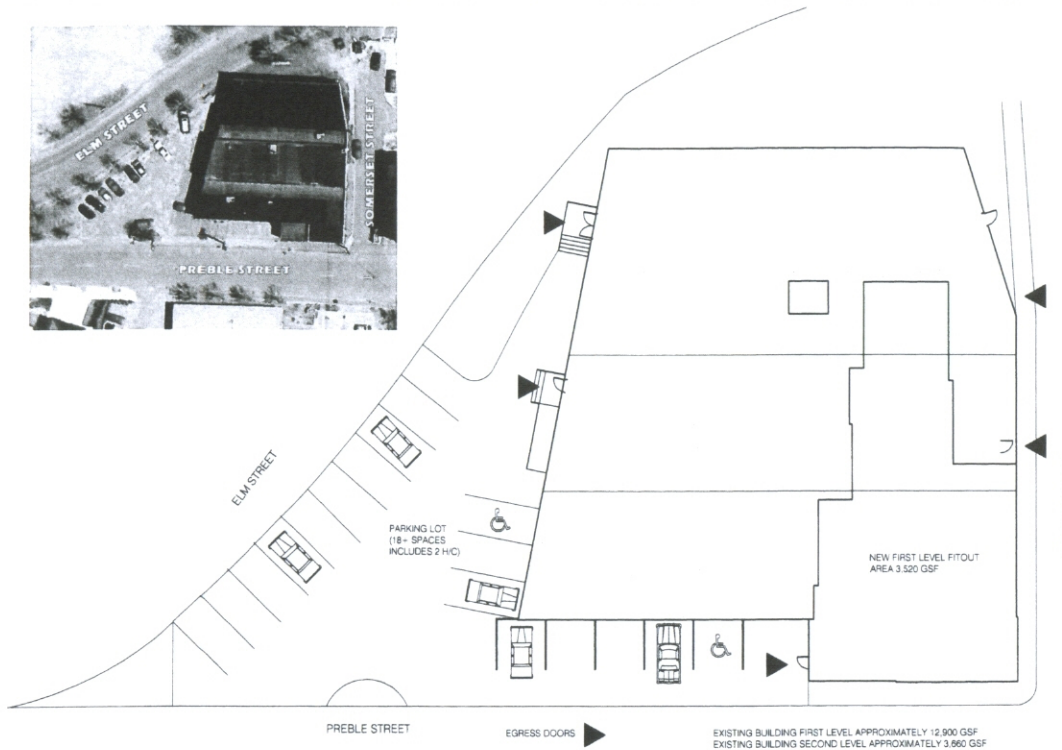 ELM STREET
SOMERSET STREET
PREBLE STREET
ELM STREET
PARKING LOT
(18+ SPACES
INCLUDES 2 H/C)
NEW FIRST LEVEL FITOUT
AREA 3,520 GSF
PREBLE STREET
EGRESS DOORS
EXISTING BUILDING FIRST LEVEL APPROXIMATELY 12,900 GSF
EXISTING BUILDING SECOND LEVEL APPROXIMATELY 3,660 GSF